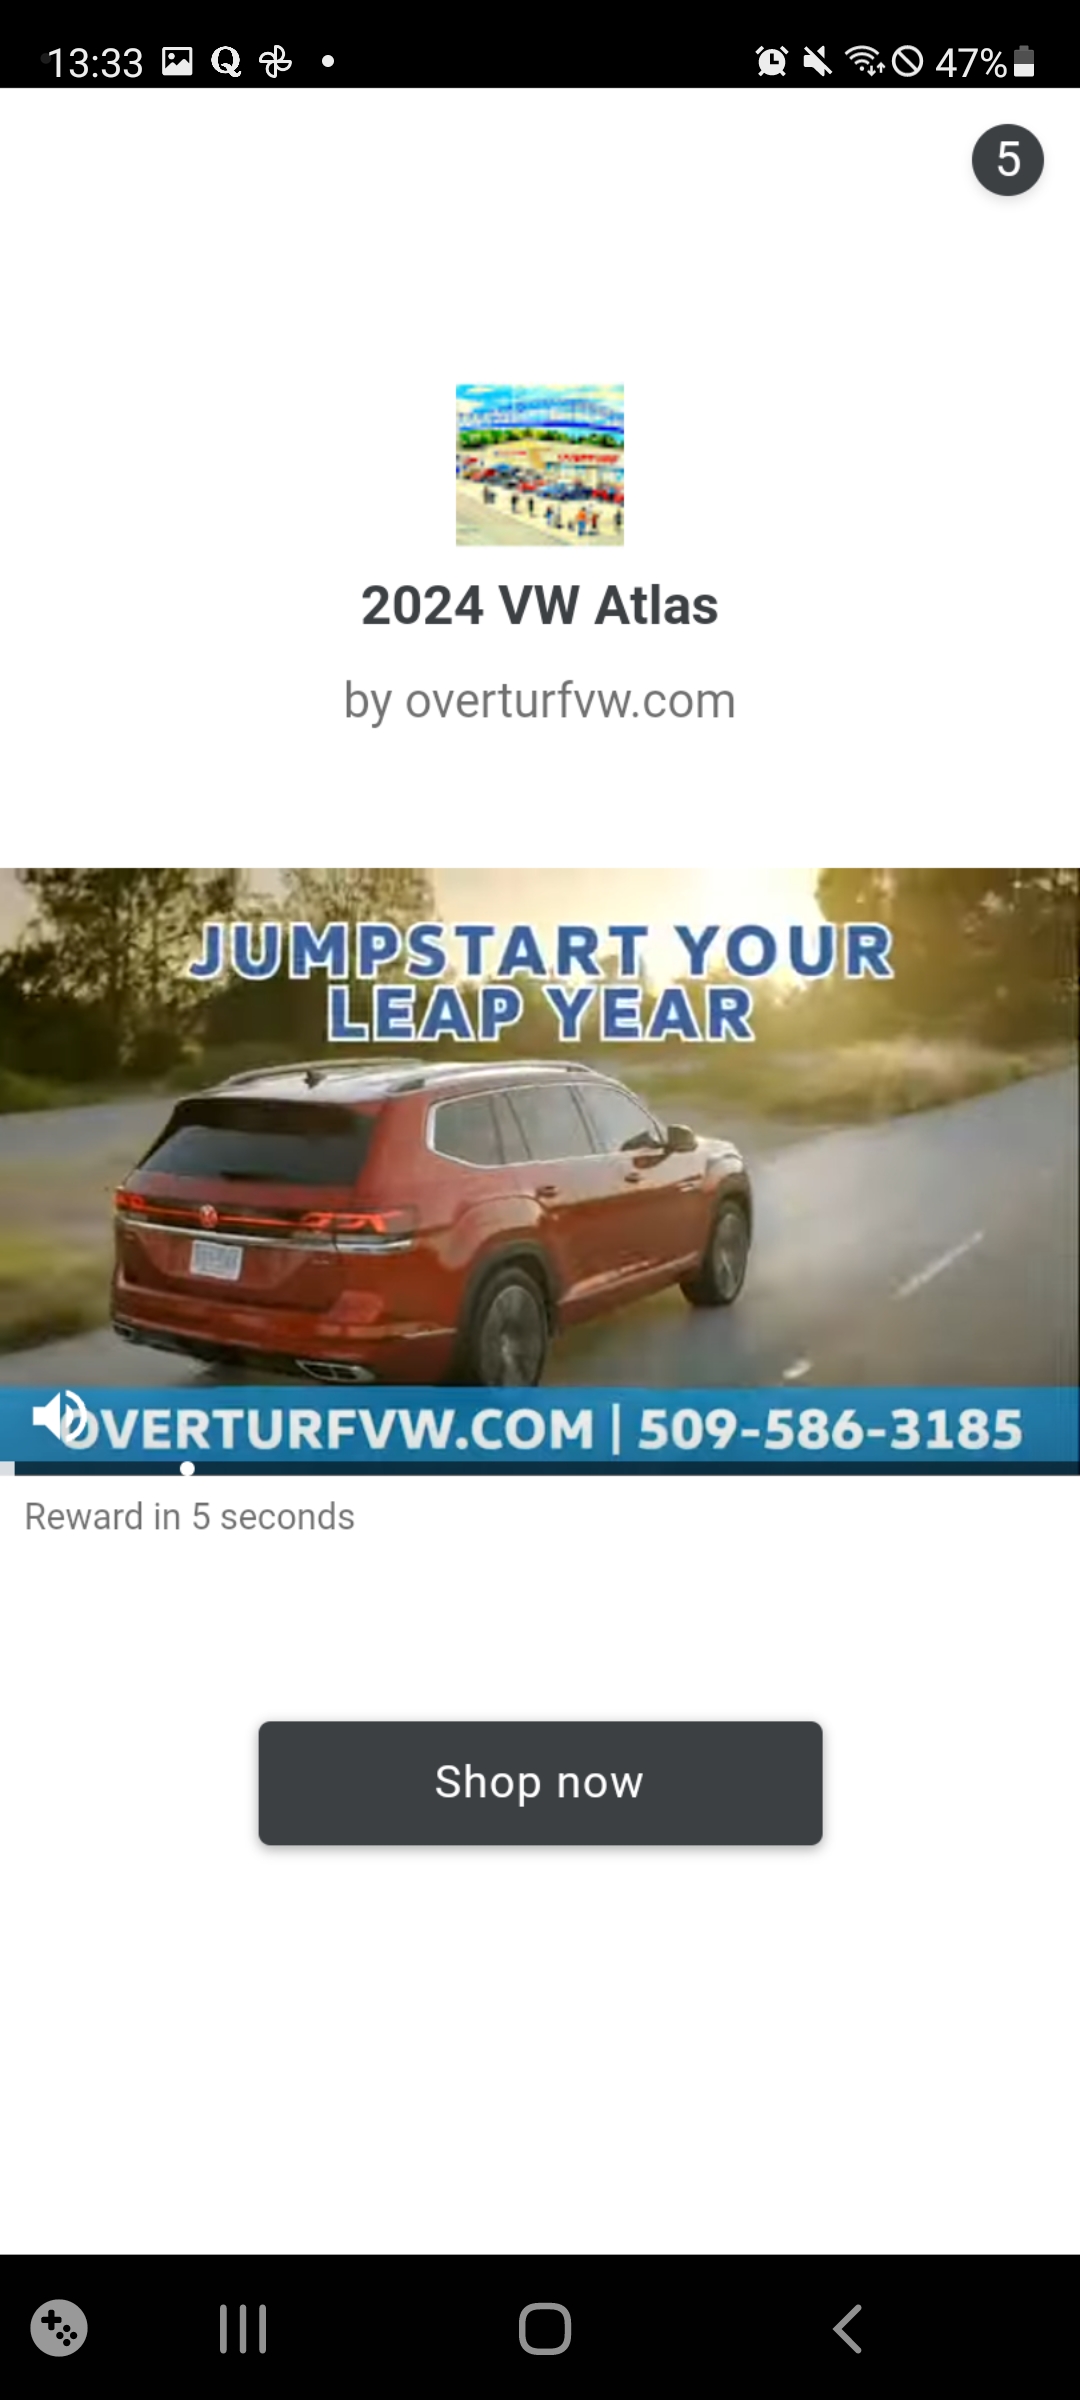 13:33 47%
5
2024 VW Atlas
by overturfvw.com
JUMPSTART YOUR
LEAP YEAR
OVERTURFVW.COM | 509-586-3185
Reward in 5 seconds
Shop now